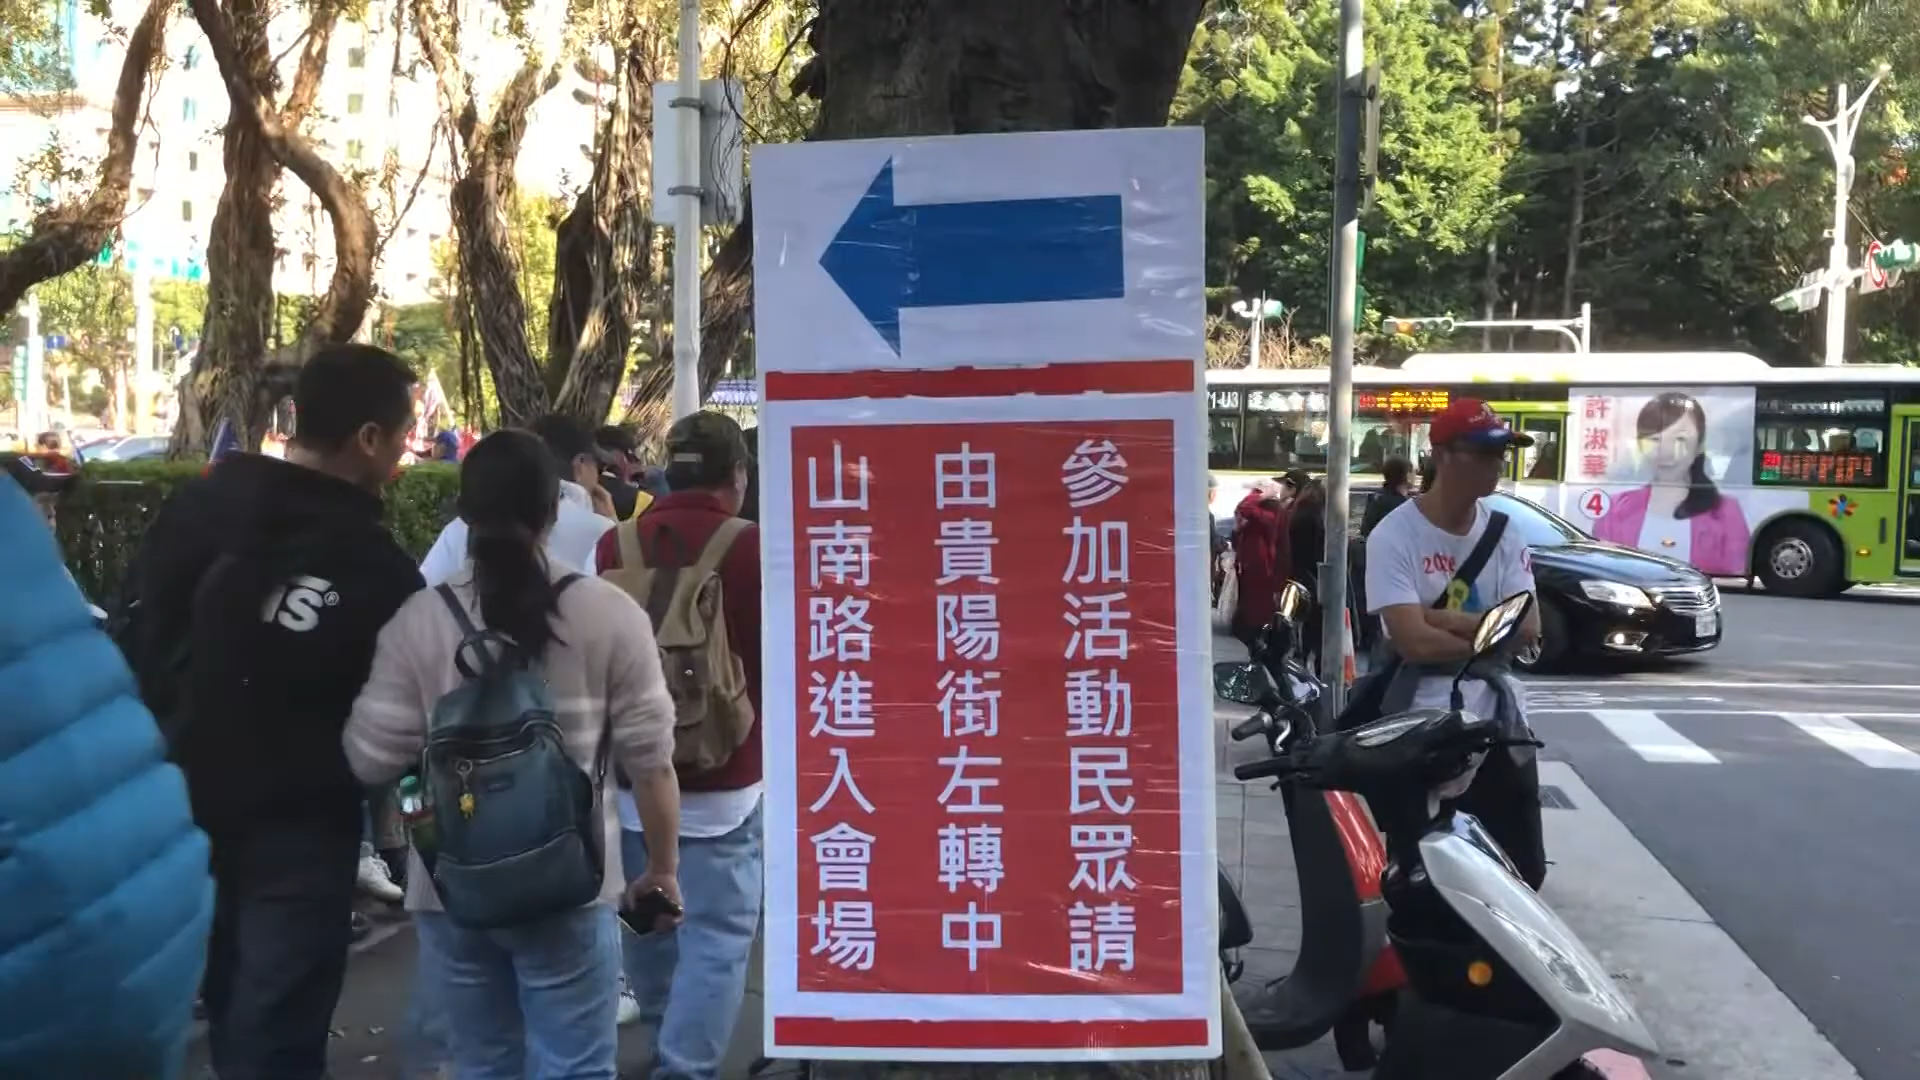 參加活動民眾請
由貴陽街左轉中
山南路進入會場
許淑華
4
is®